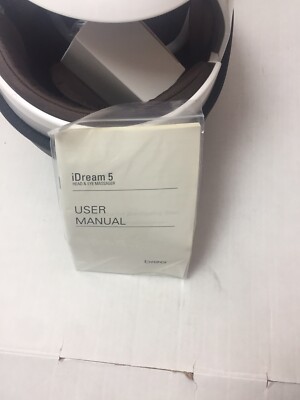 iDream 5
HEAD & EYE MASSAGER
USER
MANUAL